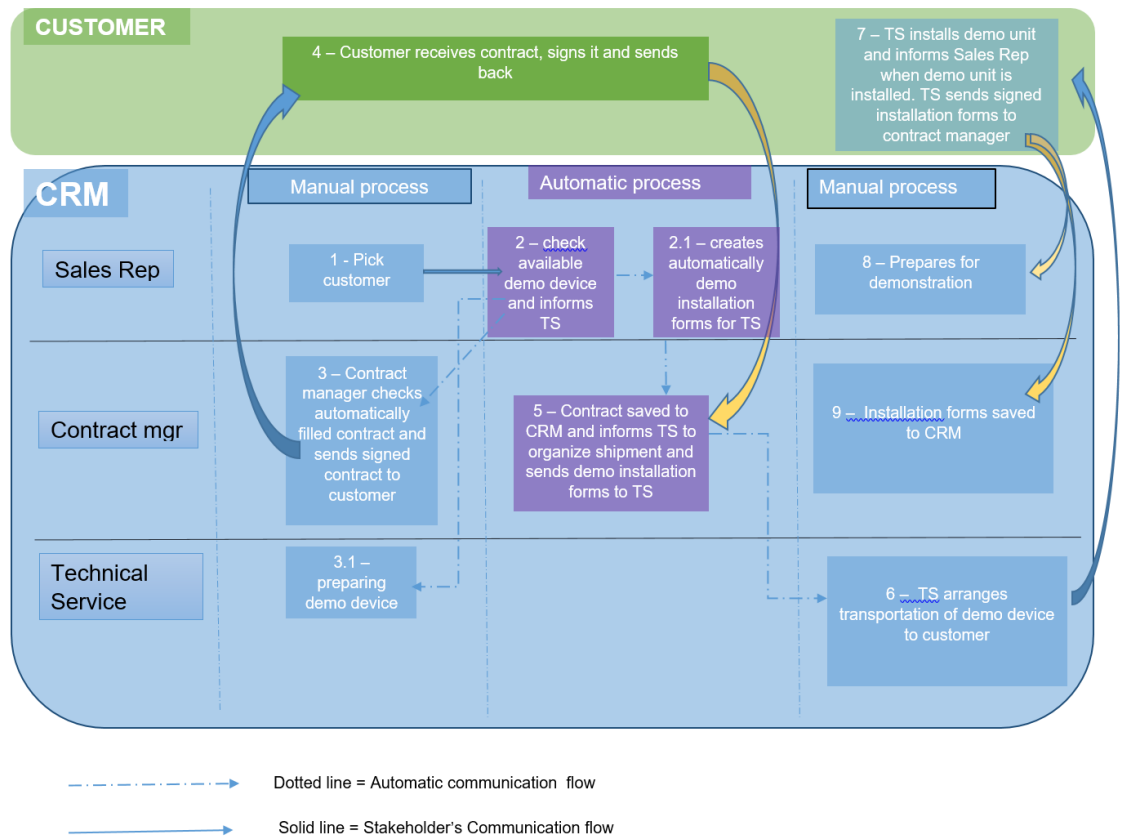 CUSTOMER
4 – Customer receives contract, signs it and sends
back
7 – TS installs demo unit
and informs Sales Rep
when demo unit is
installed. TS sends signed
installation forms to
contract manager
CRM
Manual process
Automatic process
Manual process
Sales Rep
1 - Pick
customer
2 – check
available
demo device
and informs
TS
2.1 – creates
automatically
demo
installation
forms for TS
8 – Prepares for
demonstration
Contract mgr
3 – Contract
manager checks
automatically
filled contract and
sends signed
contract to
customer
5 – Contract saved to
CRM and informs TS to
organize shipment and
sends demo installation
forms to TS
9 – Installation forms saved
to CRM
Technical
Service
3.1 –
preparing
demo device
6 – TS arranges
transportation of demo device
to customer
Dotted line = Automatic communication flow
Solid line = Stakeholder's Communication flow